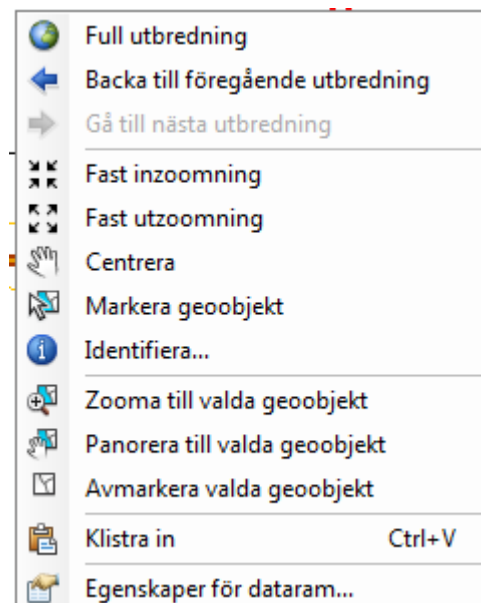 Full utbredning
Backa till föregående utbredning
Gå till nästa utbredning
Fast inzoomning
Fast utzoomning
Centrera
Markera geoobjekt
Identifiera...
Zooma till valda geoobjekt
Panorera till valda geoobjekt
Avmarkera valda geoobjekt
Klistra in Ctrl+V
Egenskaper för dataram...